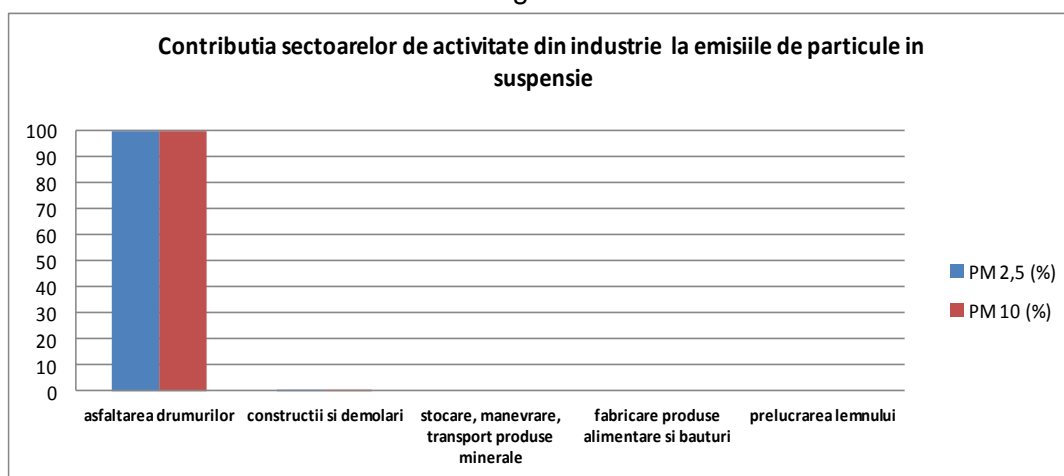 Contributia sectoarelor de activitate din industrie la emisiile de particule in
suspensie
100
90
80
70
60
50
40
30
20
10
0
asfaltarea drumurilor
constructii si demolari
stocare, manevrare,
transport produse
minerale
fabricare produse
alimentare si bauturi
prelucrarea lemnului
PM 2,5 (%)
PM 10 (%)